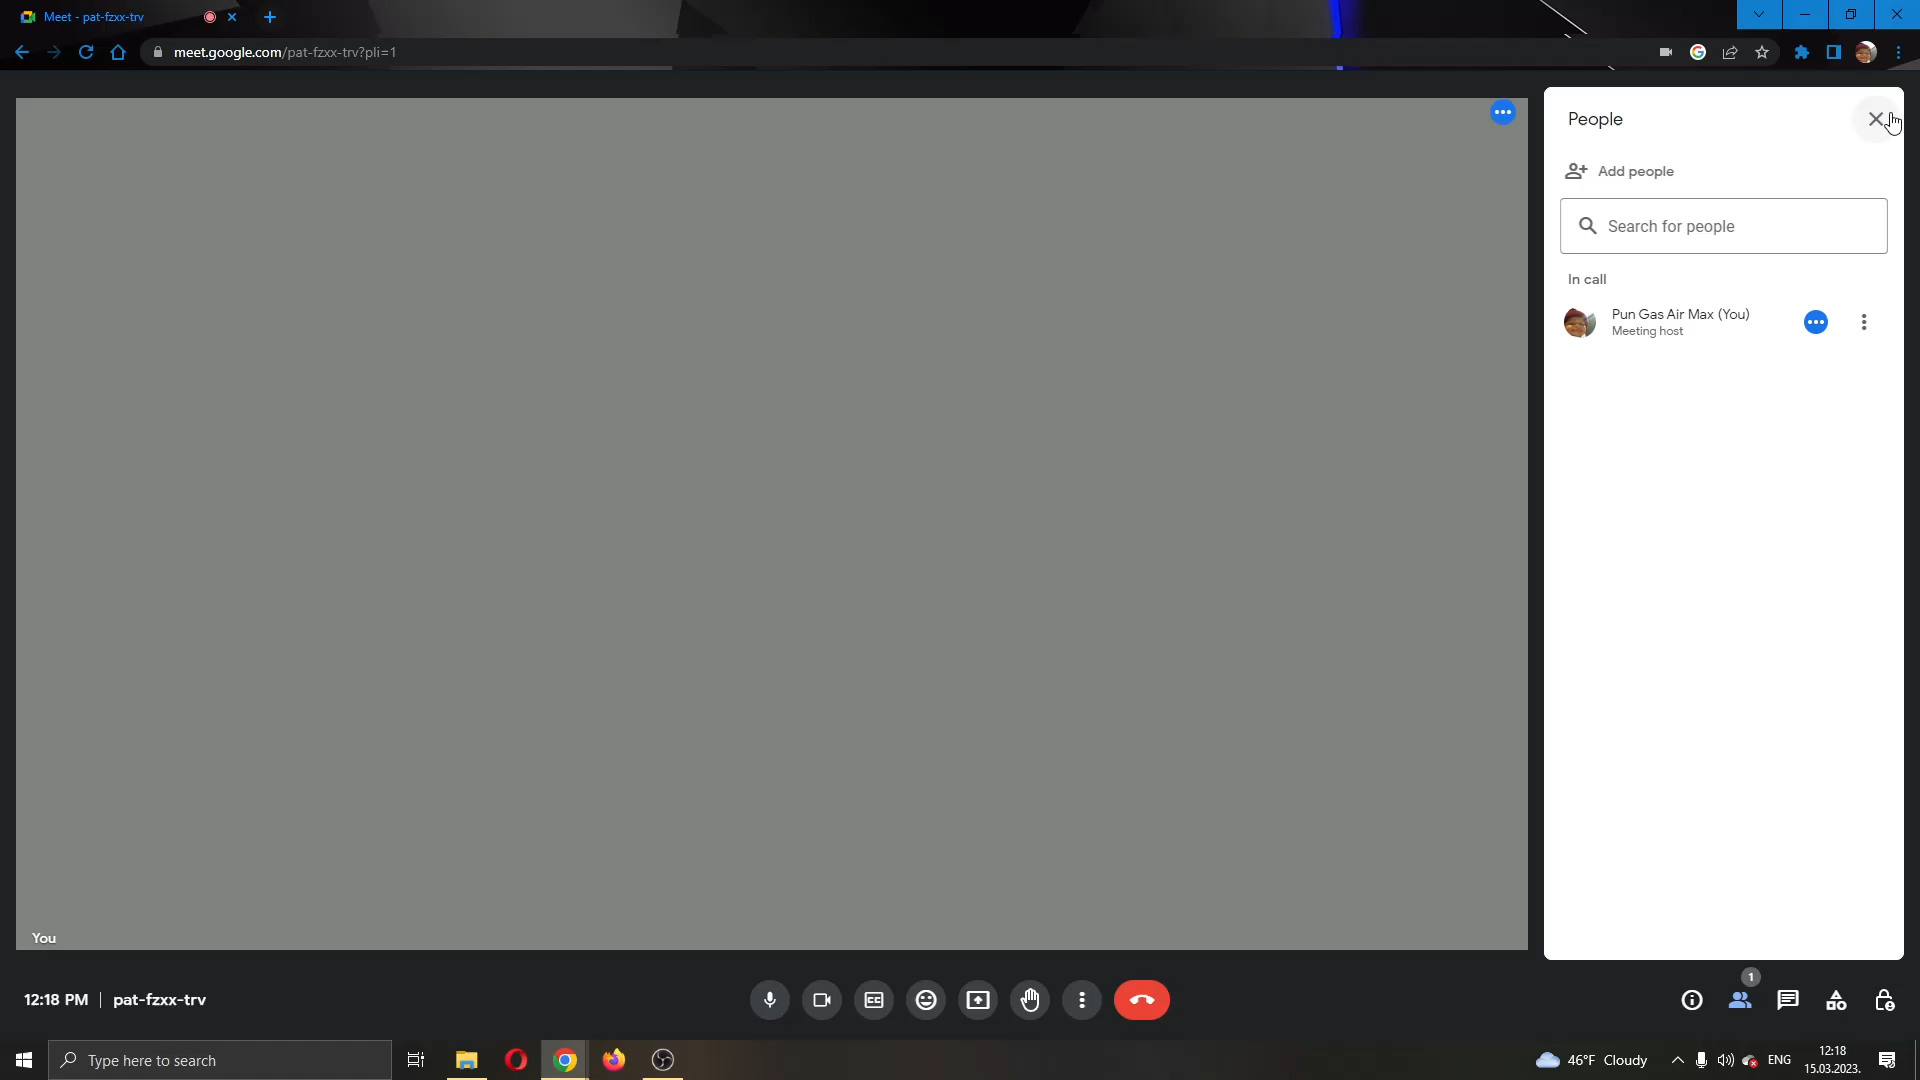 Meet - pat-fzxx-trv
meet.google.com/pat-fzxx-trv?pli=1
People
Add people
Search for people
In call
Pun Gas Air Max (You)
Meeting host
You
12:18 PM | pat-fzxx-trv
CC
1
Type here to search
46°F Cloudy
ENG
12:18
15.03.2023.